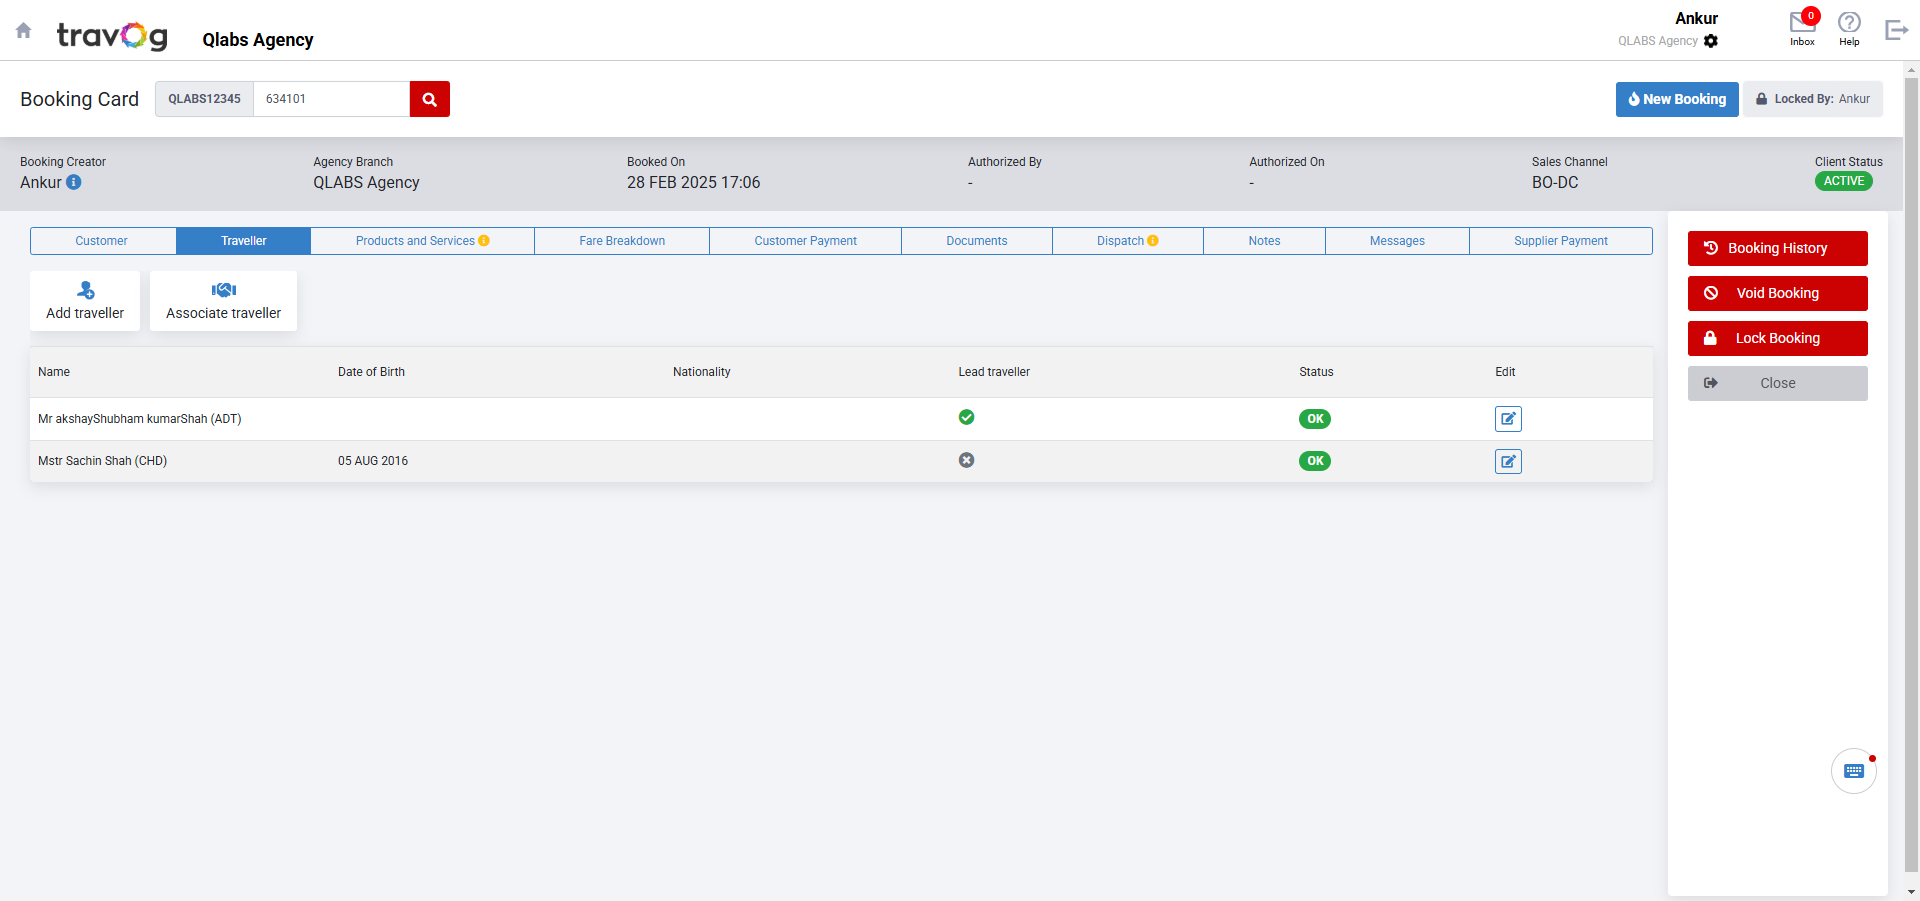 travog
Qlabs Agency
Ankur
QLABS Agency
0
Inbox
Help
Booking Card
QLABS12345
634101
New Booking
Locked By: Ankur
Booking Creator
Ankur
Agency Branch
QLABS Agency
Booked On
28 FEB 2025 17:06
Authorized By
-
Authorized On
-
Sales Channel
BO-DC
Client Status
ACTIVE
Customer
Traveller
Products and Services
Fare Breakdown
Customer Payment
Documents
Dispatch
Notes
Messages
Supplier Payment
Add traveller
Associate traveller
Name Date of Birth Nationality Lead traveller Status Edit
Mr akshayShubham kumarShah (ADT) OK
Mstr Sachin Shah (CHD) 05 AUG 2016 OK
Booking History
Void Booking
Lock Booking
Close